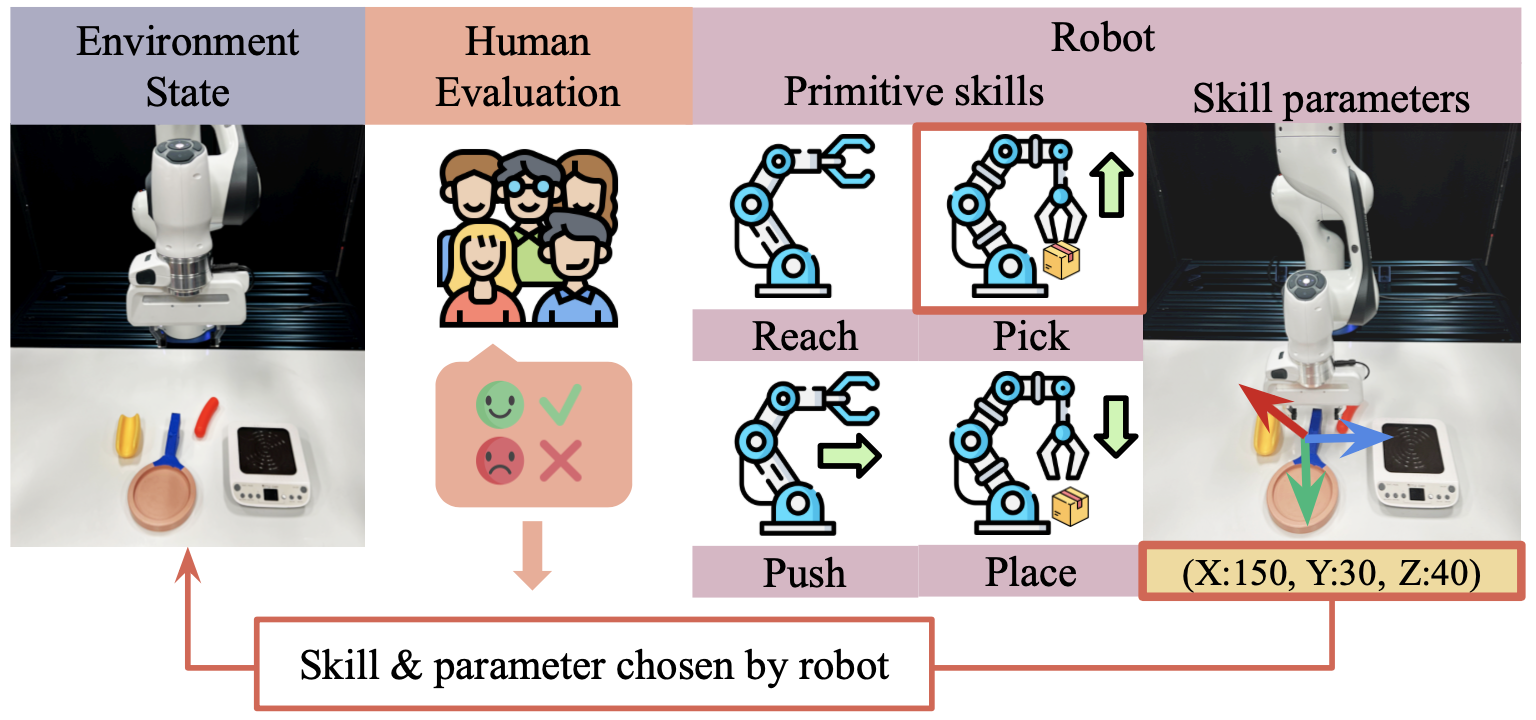 Environment
State
Human
Evaluation
Robot
Primitive skills
Skill parameters
Reach
Pick
Push
Place
(X:150, Y:30, Z:40)
Skill & parameter chosen by robot